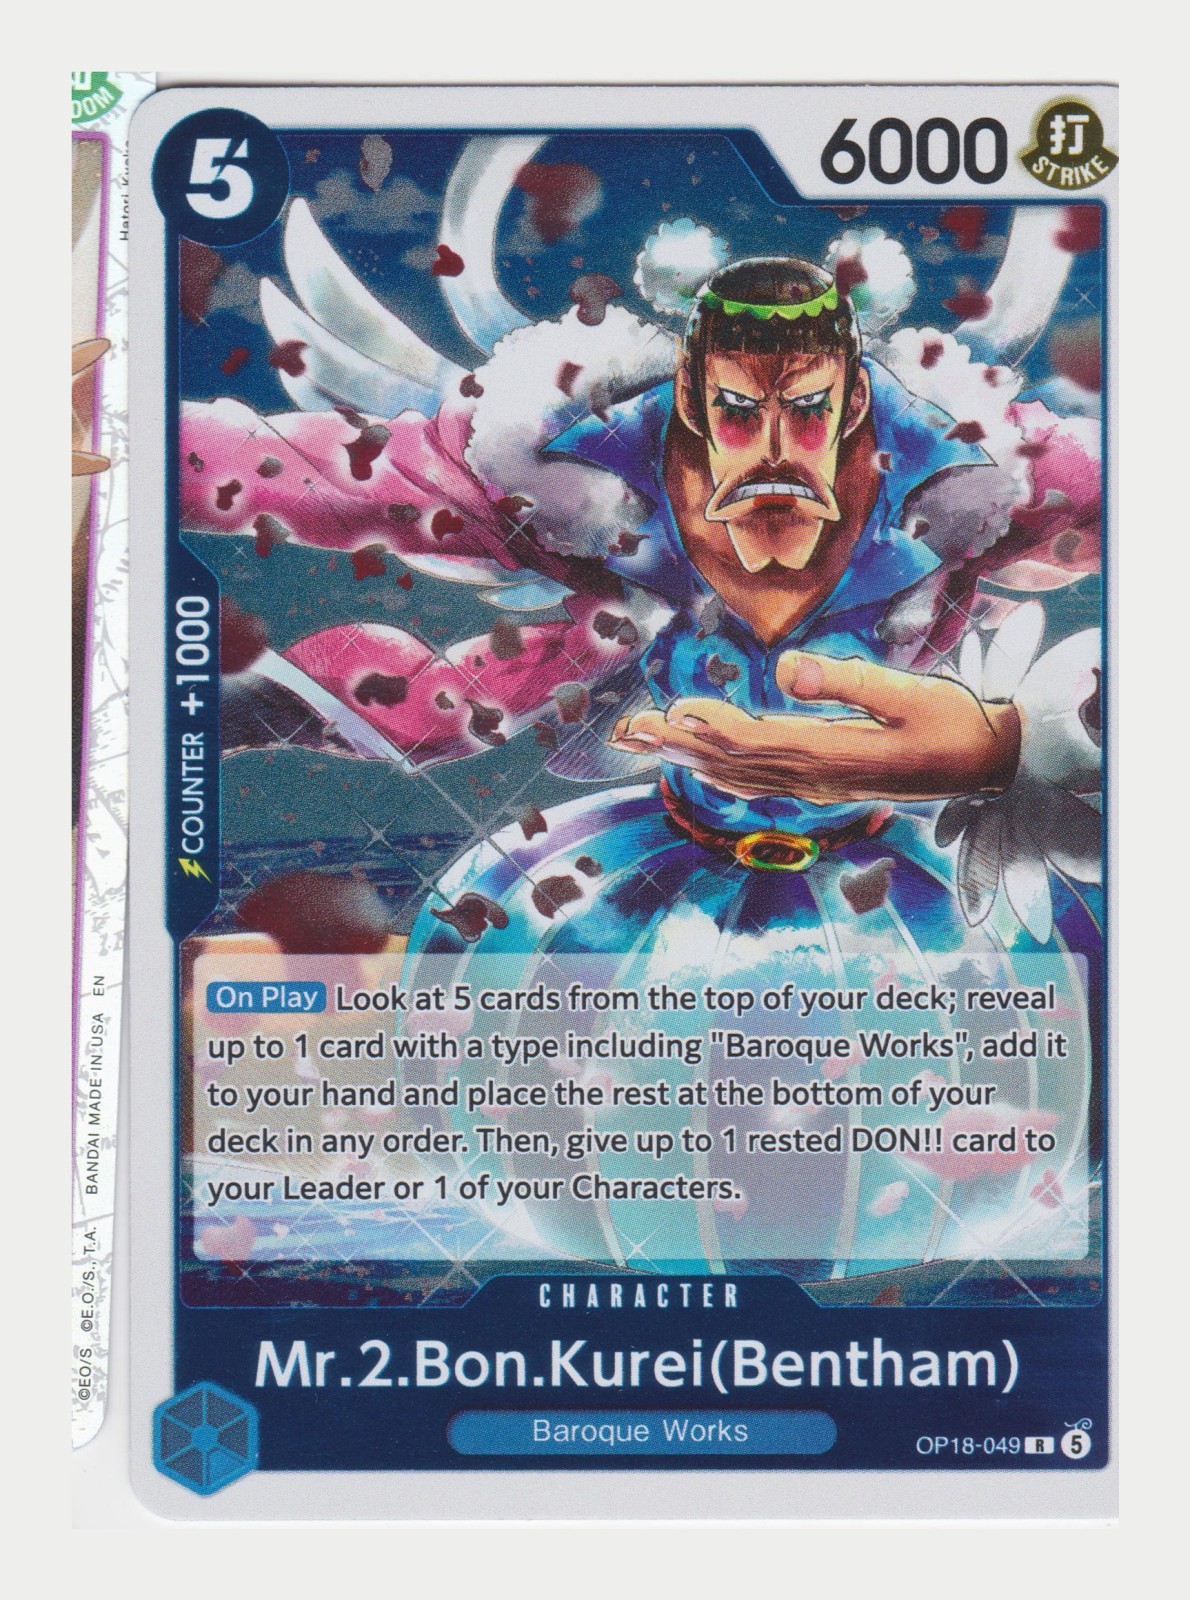 5
6000
打
STRIKE
COUNTER +1000
On Play Look at 5 cards from the top of your deck; reveal
up to 1 card with a type including "Baroque Works", add it
to your hand and place the rest at the bottom of your
deck in any order. Then, give up to 1 rested DON!! card to
your Leader or 1 of your Characters.
CHARACTER
Mr.2.Bon.Kurei(Bentham)
Baroque Works
OP18-049 R 5
©EO/S ©E.O./S., T.A. BANDAI MADE IN USA EN